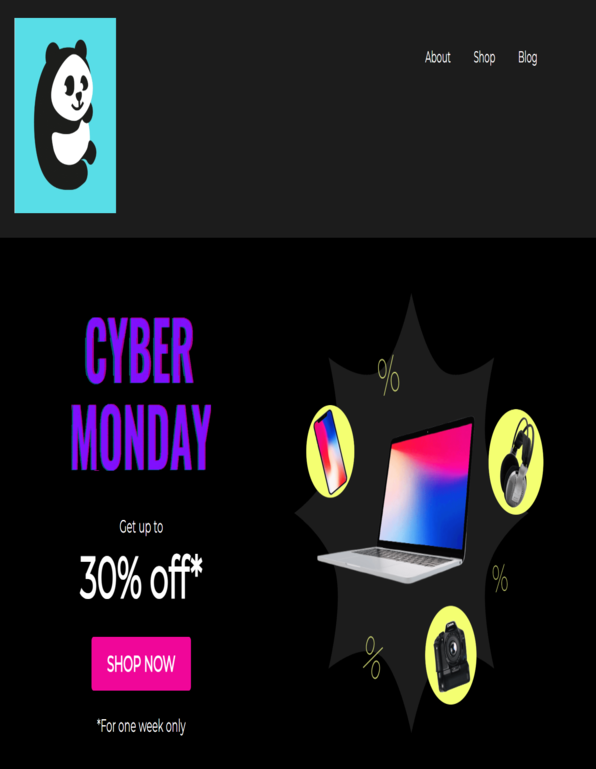 About Shop Blog
CYBER
MONDAY
%
Get up to
30% off*
%
SHOP NOW
%
*For one week only